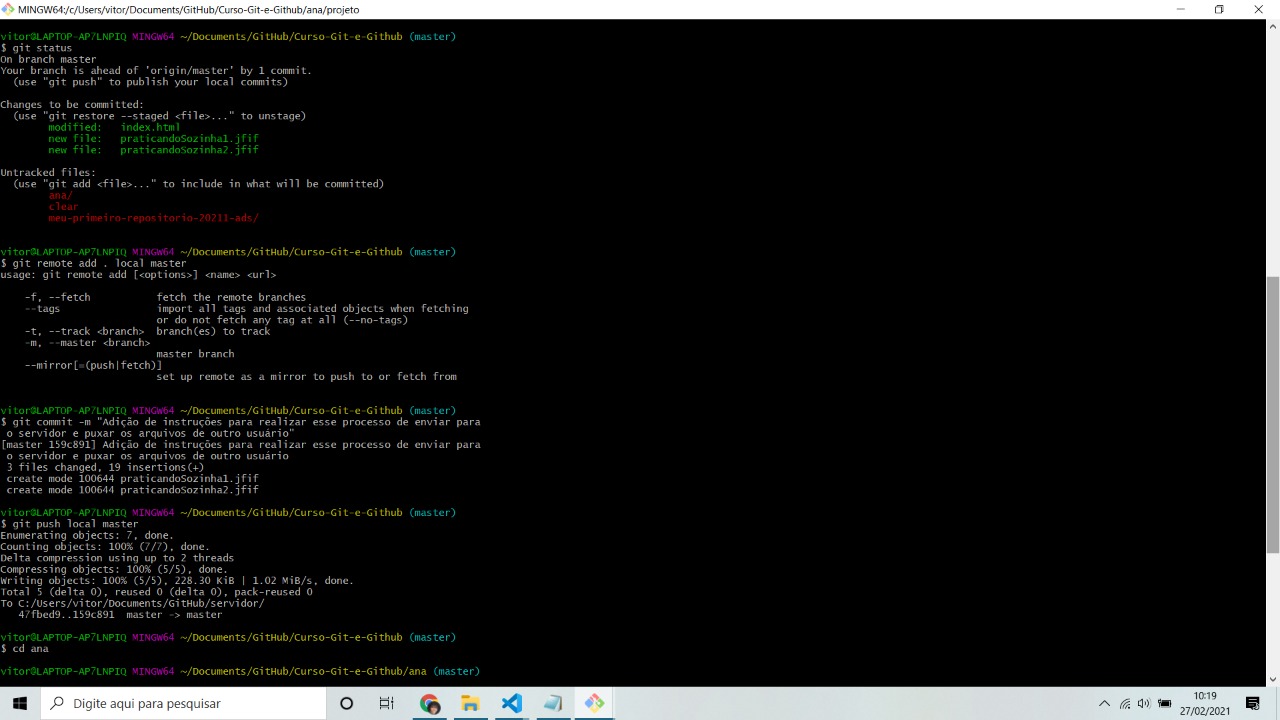 MINGW64:/c/Users/vitor/Documents/GitHub/Curso-Git-e-Github/ana/projeto
vitor@LAPTOP-AP7LNPIQ MINGW64 ~/Documents/GitHub/Curso-Git-e-Github (master)
$ git status
On branch master
Your branch is ahead of 'origin/master' by 1 commit.
  (use "git push" to publish your local commits)
Changes to be committed:
  (use "git restore --staged <file>..." to unstage)
        modified:   index.html
        new file:   praticandoSozinha1.jfif
        new file:   praticandoSozinha2.jfif
Untracked files:
  (use "git add <file>..." to include in what will be committed)
        ana/
        clear
        meu-primeiro-repositorio-20211-ads/
vitor@LAPTOP-AP7LNPIQ MINGW64 ~/Documents/GitHub/Curso-Git-e-Github (master)
$ git remote add . local master
usage: git remote add [<options>] <name> <url>
    -f, --fetch           fetch the remote branches
    --tags                import all tags and associated objects when fetching
                          or do not fetch any tag at all (--no-tags)
    -t, --track <branch>  branch(es) to track
    -m, --master <branch>
                          master branch
    --mirror[=(push|fetch)]
                          set up remote as a mirror to push to or fetch from
vitor@LAPTOP-AP7LNPIQ MINGW64 ~/Documents/GitHub/Curso-Git-e-Github (master)
$ git commit -m "Adição de instruções para realizar esse processo de enviar para
 o servidor e puxar os arquivos de outro usuário"
[master 159c891] Adição de instruções para realizar esse processo de enviar para
 o servidor e puxar os arquivos de outro usuário
 3 files changed, 19 insertions(+)
 create mode 100644 praticandoSozinha1.jfif
 create mode 100644 praticandoSozinha2.jfif
vitor@LAPTOP-AP7LNPIQ MINGW64 ~/Documents/GitHub/Curso-Git-e-Github (master)
$ git push local master
Enumerating objects: 7, done.
Counting objects: 100% (7/7), done.
Delta compression using up to 2 threads
Compressing objects: 100% (5/5), done.
Writing objects: 100% (5/5), 228.30 KiB | 1.02 MiB/s, done.
Total 5 (delta 0), reused 0 (delta 0), pack-reused 0
To C:/Users/vitor/Documents/GitHub/servidor/
   47fbed9..159c891  master -> master
vitor@LAPTOP-AP7LNPIQ MINGW64 ~/Documents/GitHub/Curso-Git-e-Github (master)
$ cd ana
vitor@LAPTOP-AP7LNPIQ MINGW64 ~/Documents/GitHub/Curso-Git-e-Github/ana (master)
Digite aqui para pesquisar
10:19
27/02/2021